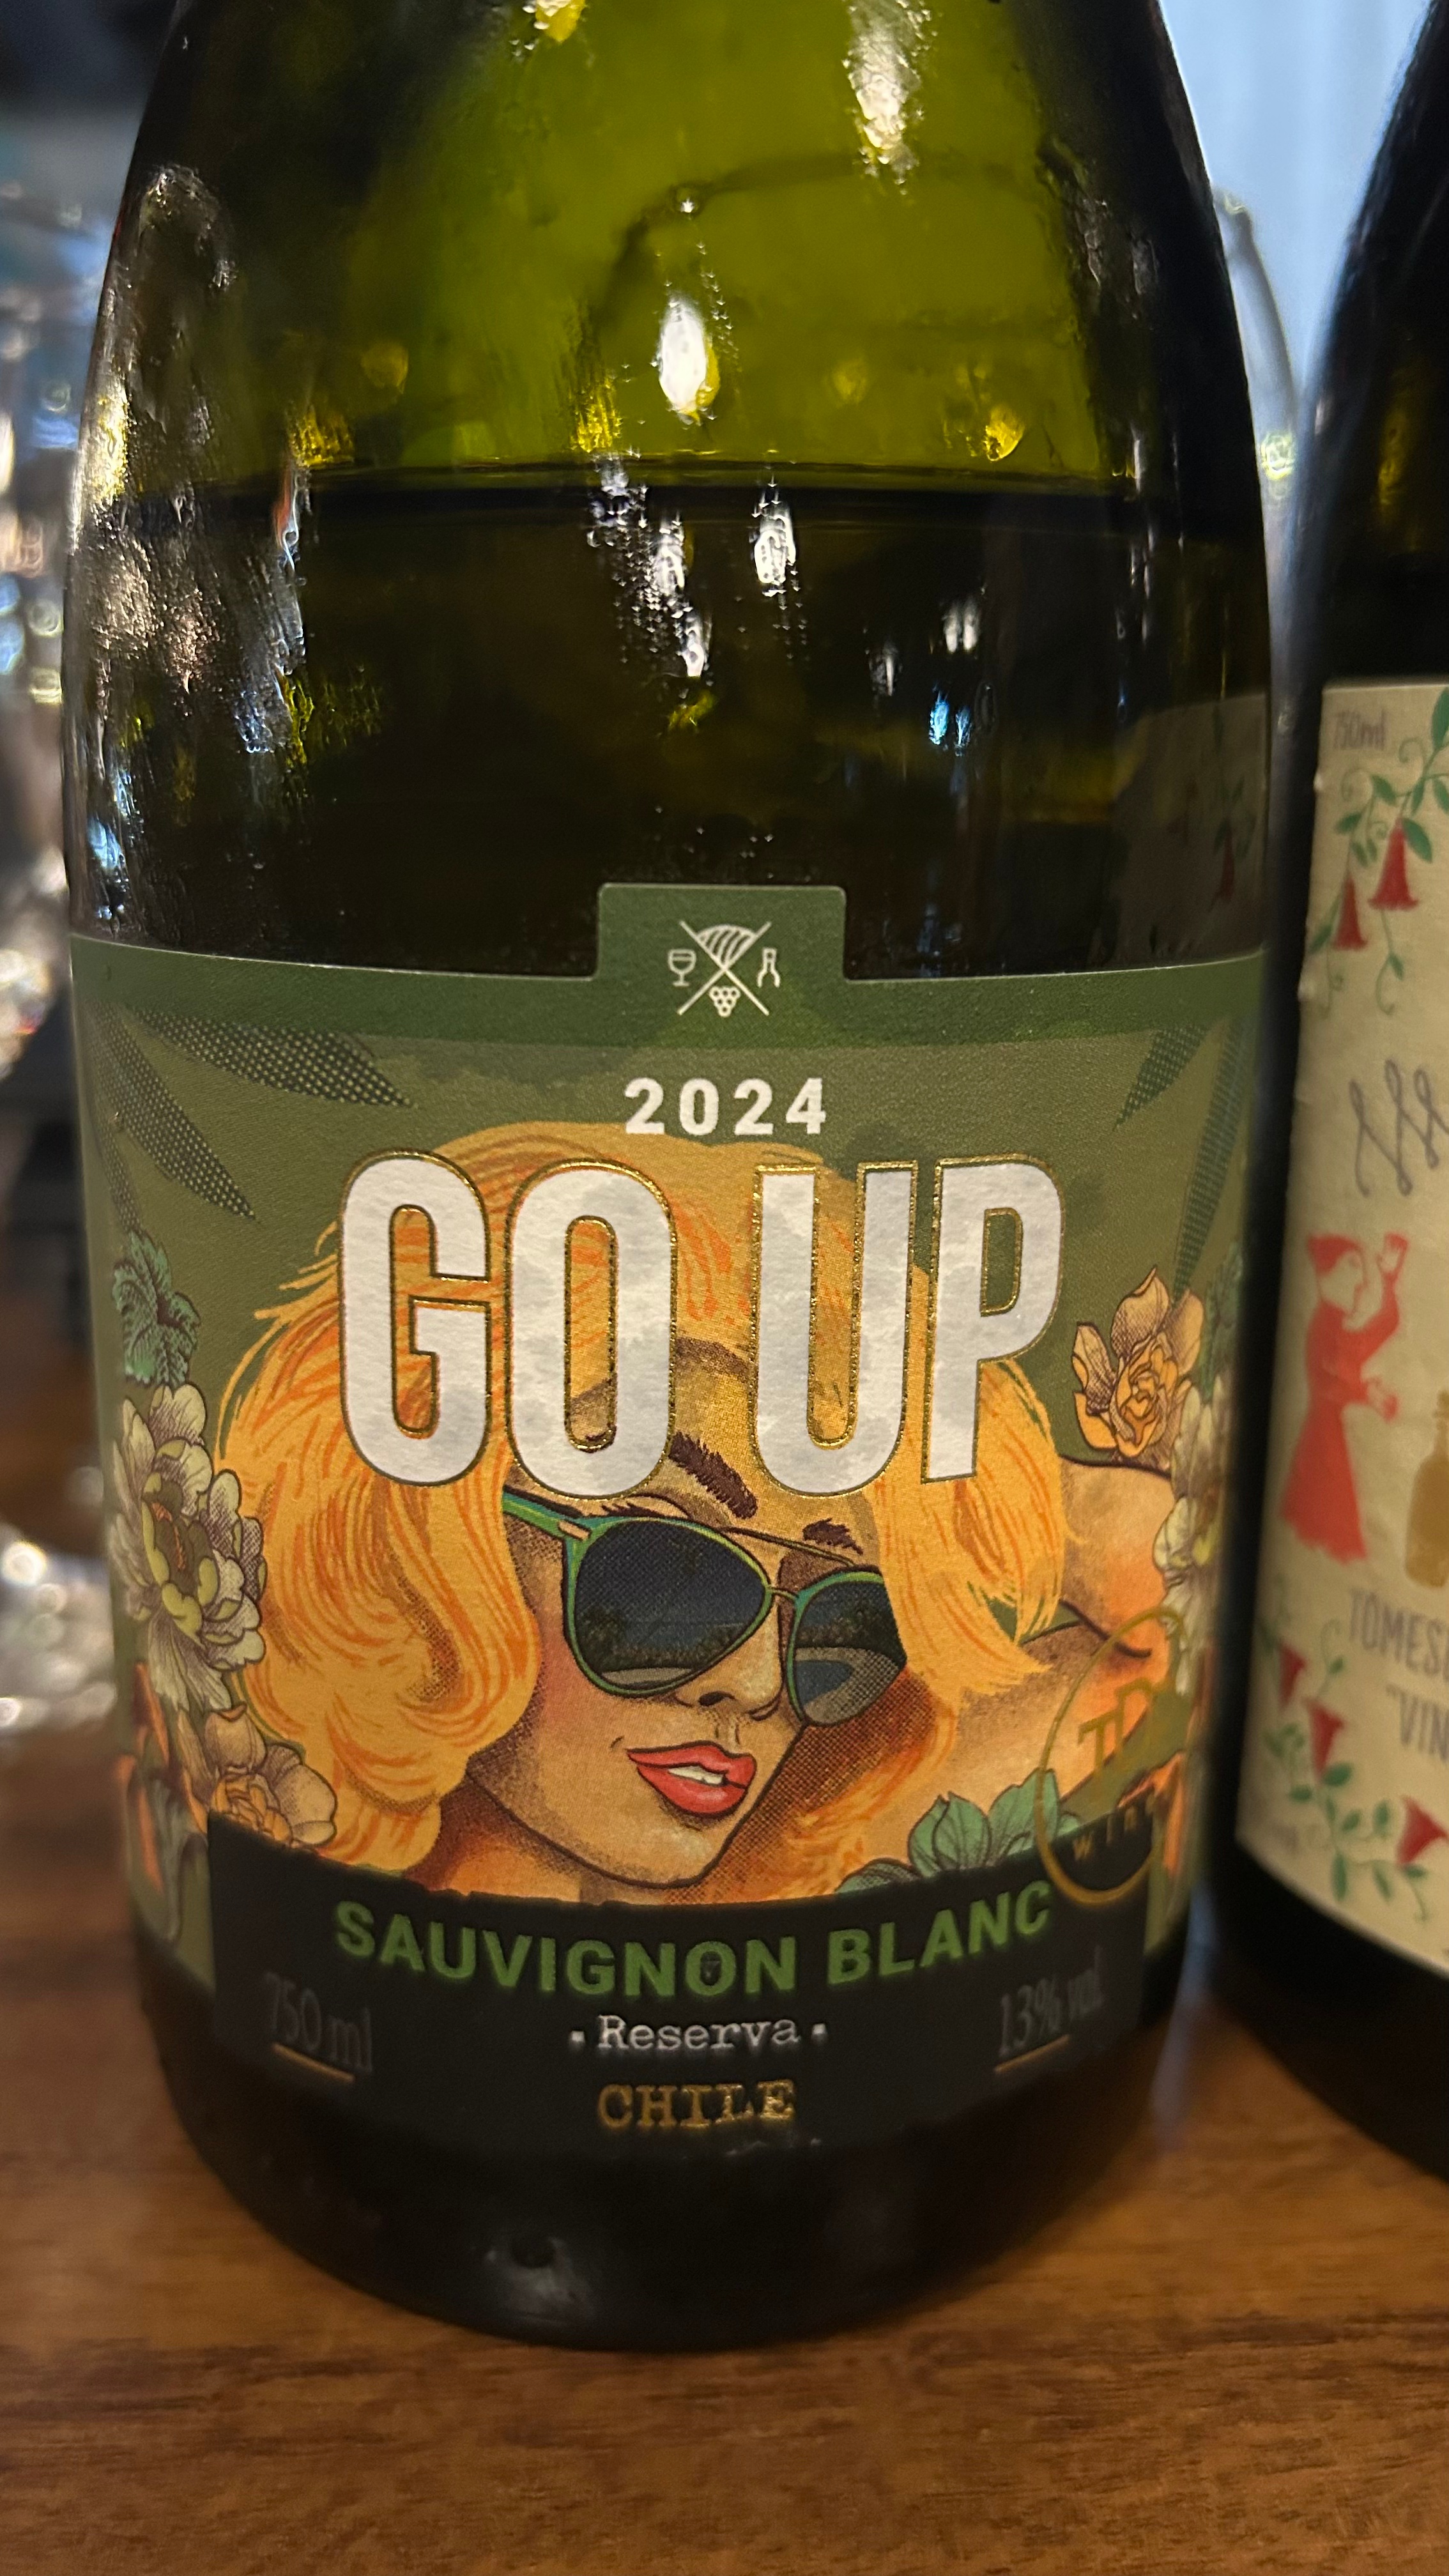 2024
GO UP
SAUVIGNON BLANC
750 ml
• Reserva •
13% vol.
CHILE
750ml